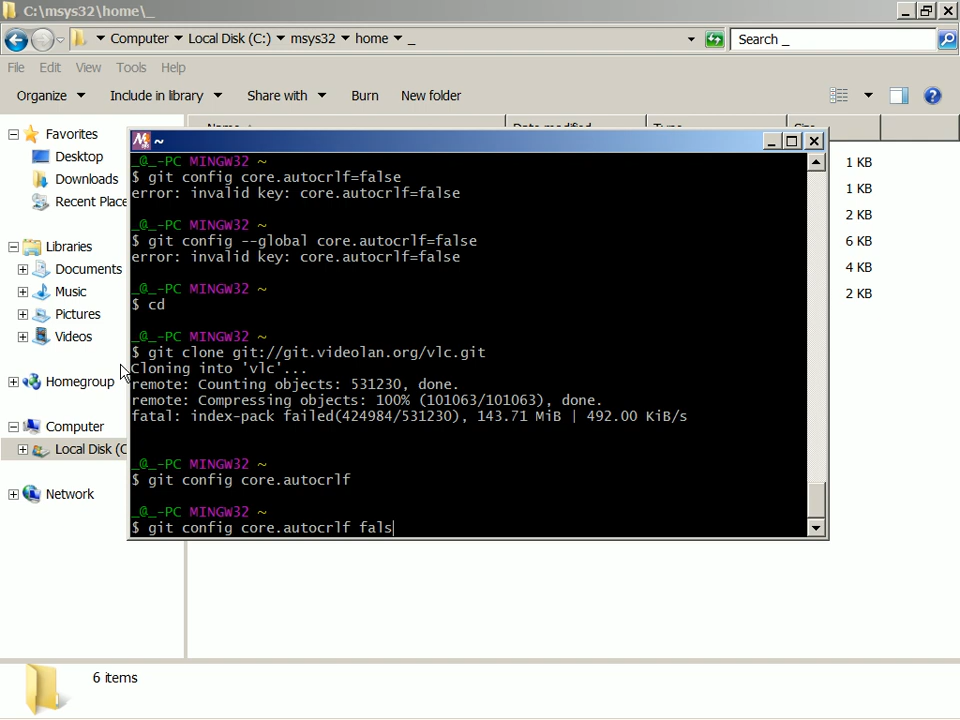 C:\msys32\home\_
Computer Local Disk (C:) msys32 home _
Search _
File Edit View Tools Help
Organize Include in library Share with Burn New folder
Favorites
Desktop
Downloads
Recent Place
Libraries
Documents
Music
Pictures
Videos
Homegroup
Computer
Local Disk (C
Network
Name Date modified Type Size
1 KB
1 KB
2 KB
6 KB
4 KB
2 KB
~
_@_-PC MINGW32 ~
$ git config core.autocrlf=false
error: invalid key: core.autocrlf=false
_@_-PC MINGW32 ~
$ git config --global core.autocrlf=false
error: invalid key: core.autocrlf=false
_@_-PC MINGW32 ~
$ cd
_@_-PC MINGW32 ~
$ git clone git://git.videolan.org/vlc.git
Cloning into 'vlc'...
remote: Counting objects: 531230, done.
remote: Compressing objects: 100% (101063/101063), done.
fatal: index-pack failed(424984/531230), 143.71 MiB | 492.00 KiB/s
_@_-PC MINGW32 ~
$ git config core.autocrlf
_@_-PC MINGW32 ~
$ git config core.autocrlf fals
6 items